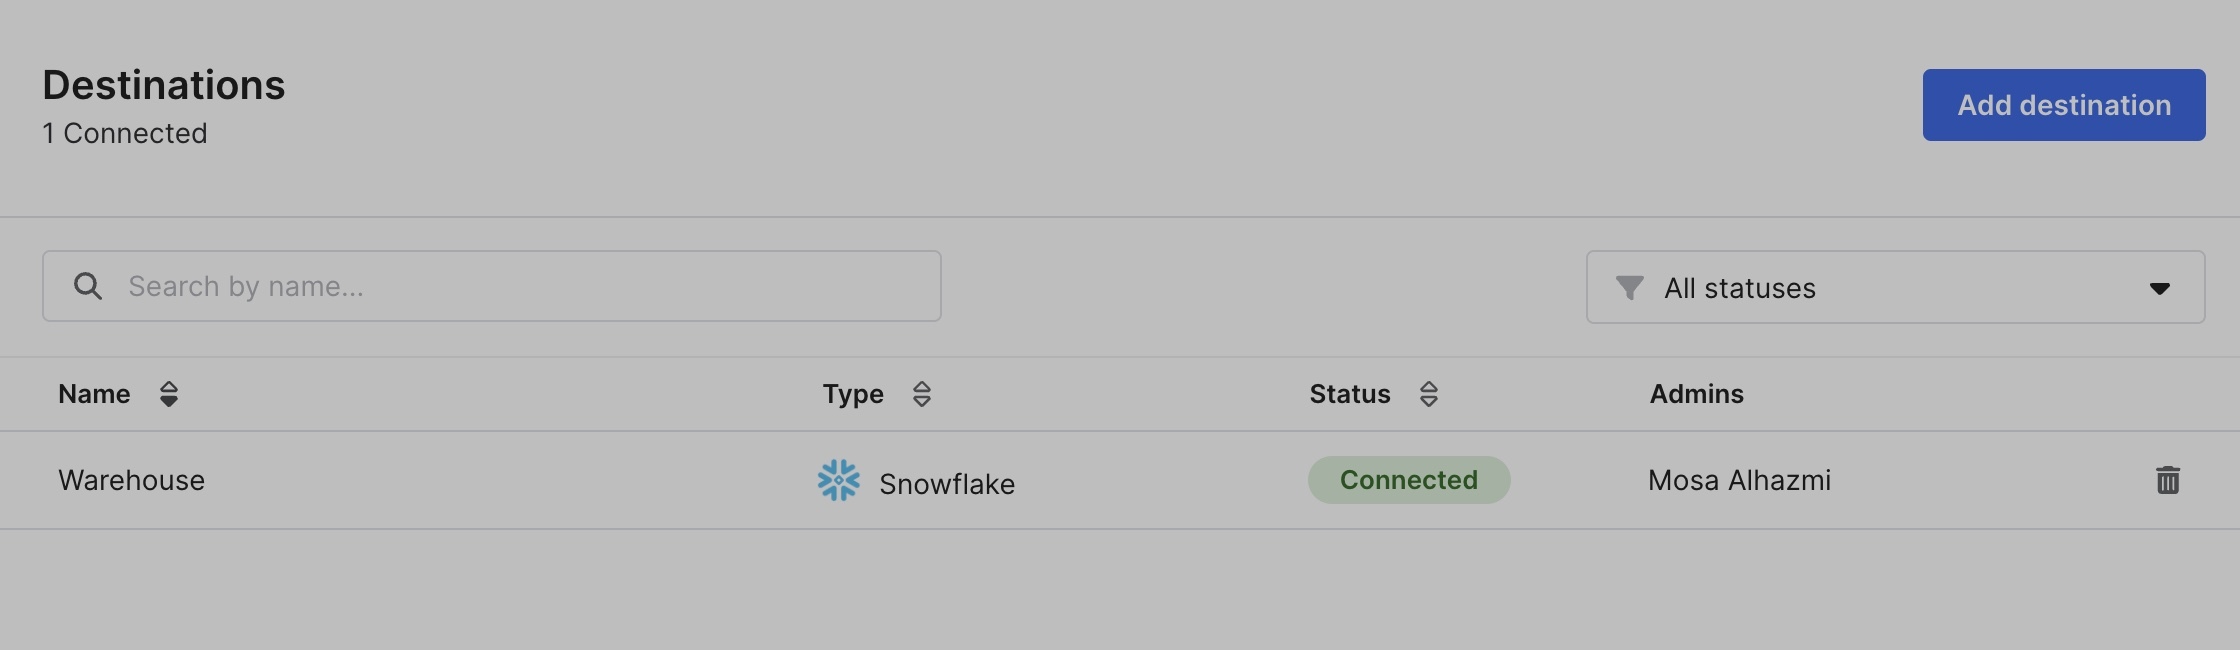 Destinations
1 Connected
Add destination
Search by name...
All statuses
Name Type Status Admins
Warehouse Snowflake Connected Mosa Alhazmi